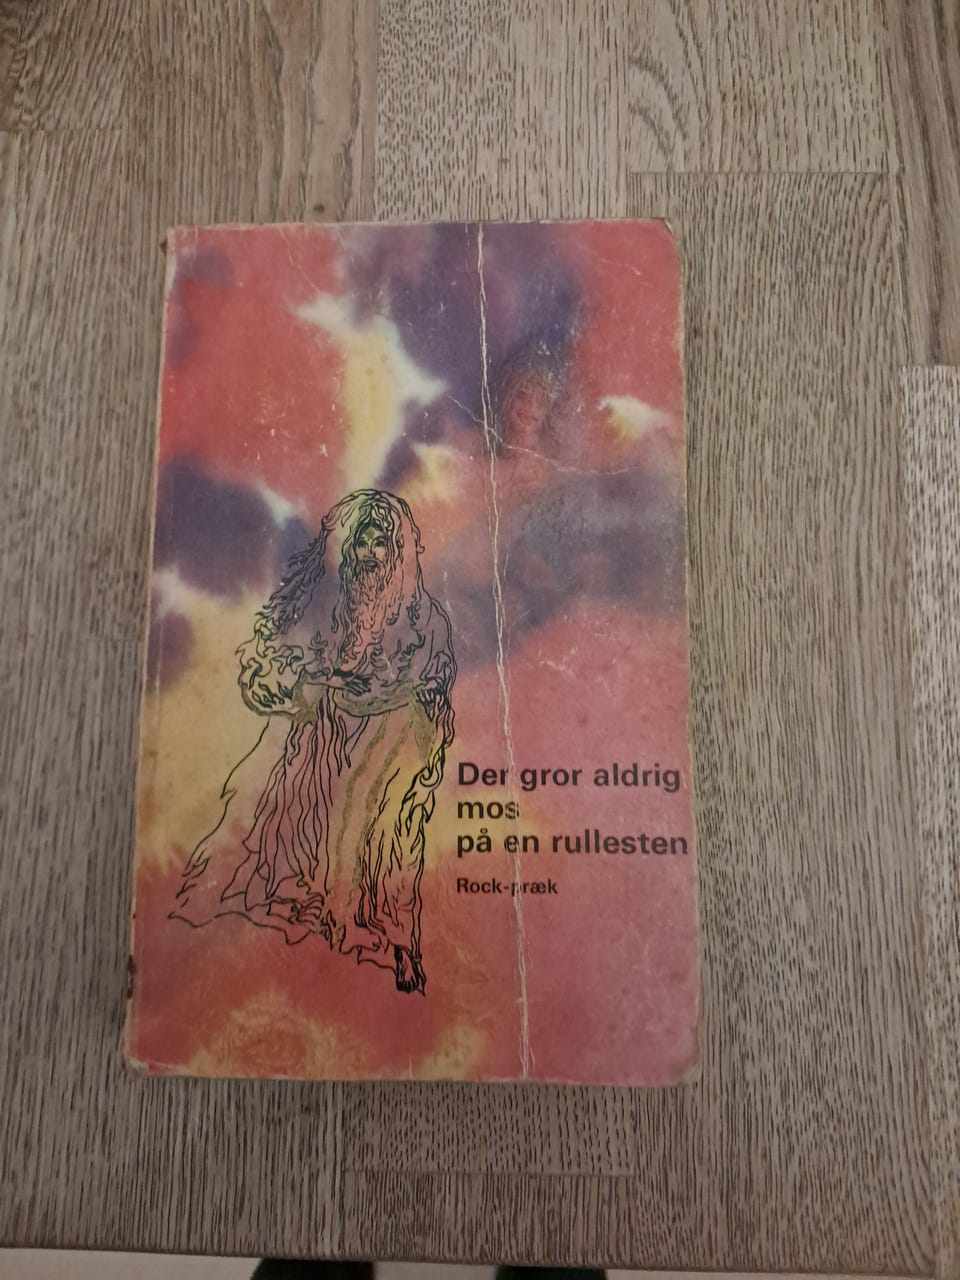 Der gror aldrig
mos
på en rullesten
Rock-præk